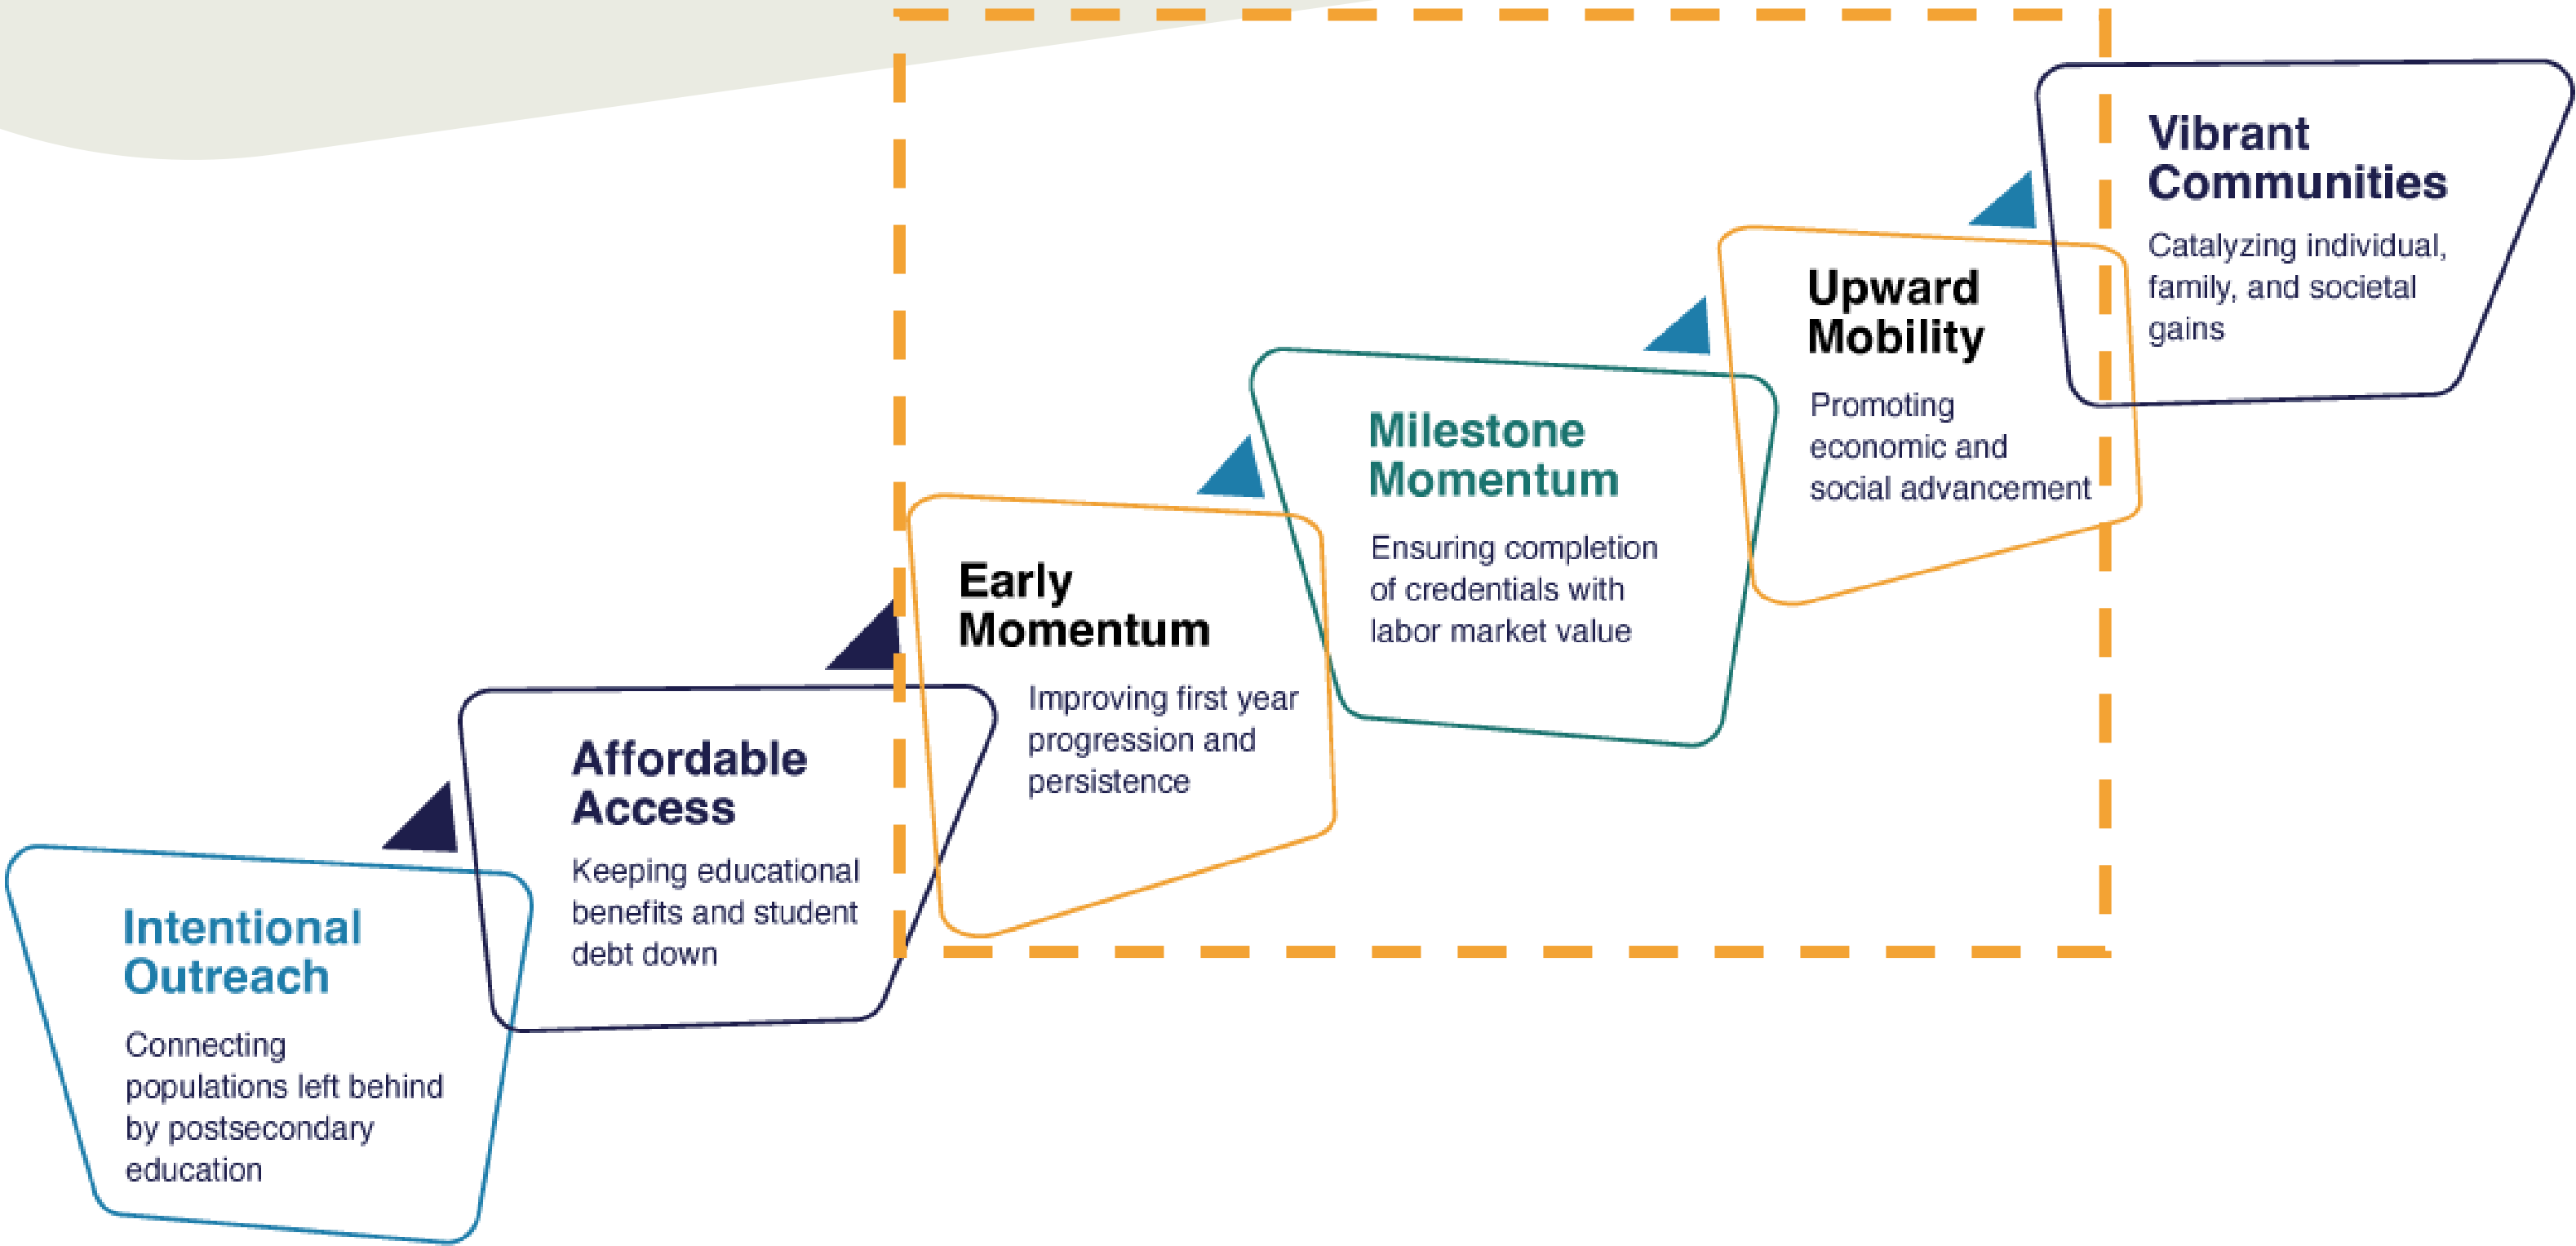 Intentional
Outreach
Connecting
populations left behind
by postsecondary
education
Affordable
Access
Keeping educational
benefits and student
debt down
Early
Momentum
Improving first year
progression and
persistence
Milestone
Momentum
Ensuring completion
of credentials with
labor market value
Upward
Mobility
Promoting
economic and
social advancement
Vibrant
Communities
Catalyzing individual,
family, and societal
gains